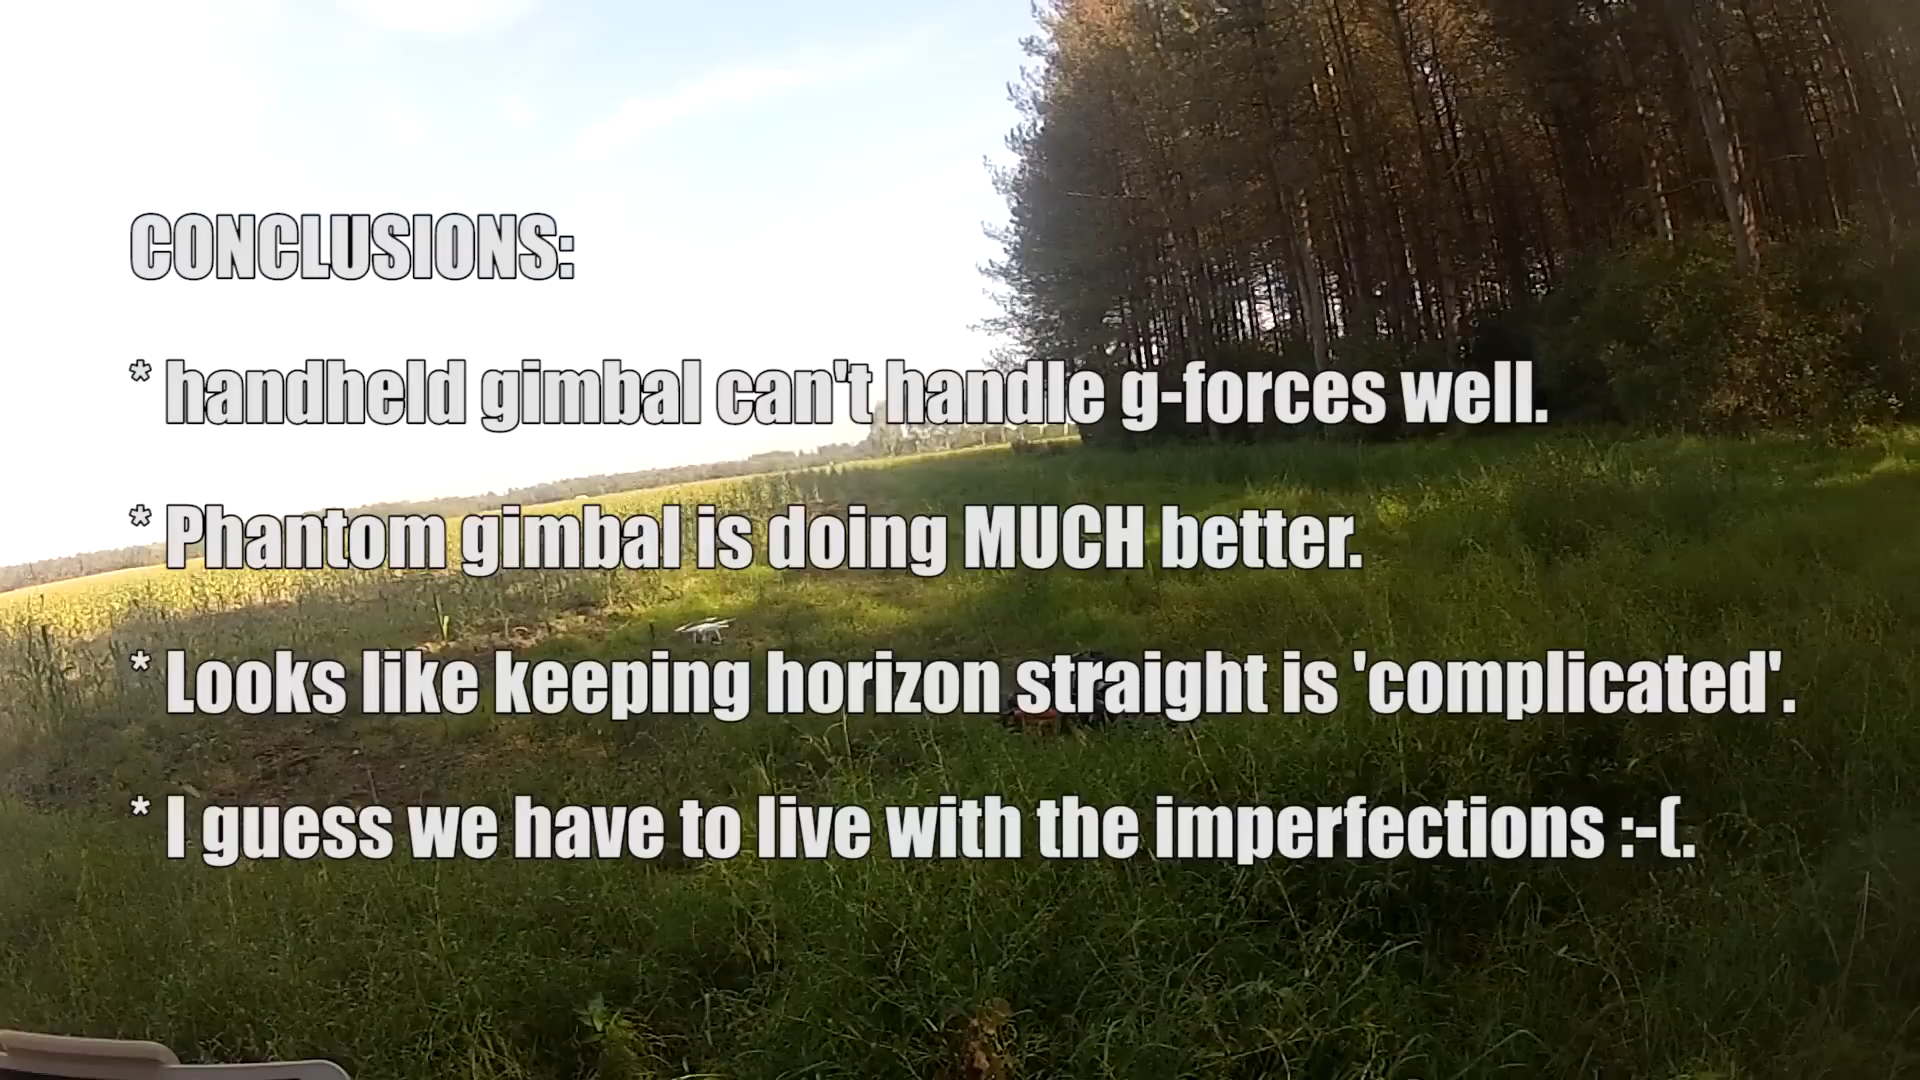 CONCLUSIONS:
* handheld gimbal can't handle g-forces well.
* Phantom gimbal is doing MUCH better.
* Looks like keeping horizon straight is 'complicated'.
* I guess we have to live with the imperfections :-(.